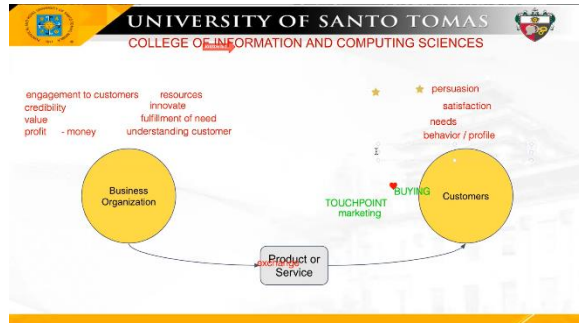 UNIVERSITY OF SANTO TOMAS
COLLEGE OF INFORMATION AND COMPUTING SCIENCES
engagement to customers
resources
credibility
innovate
value
fulfillment of need
profit
- money
understanding customer
persuasion
satisfaction
needs
behavior / profile
Business
Organization
Customers
BUYING
TOUCHPOINT
marketing
Product or
exchange
Service